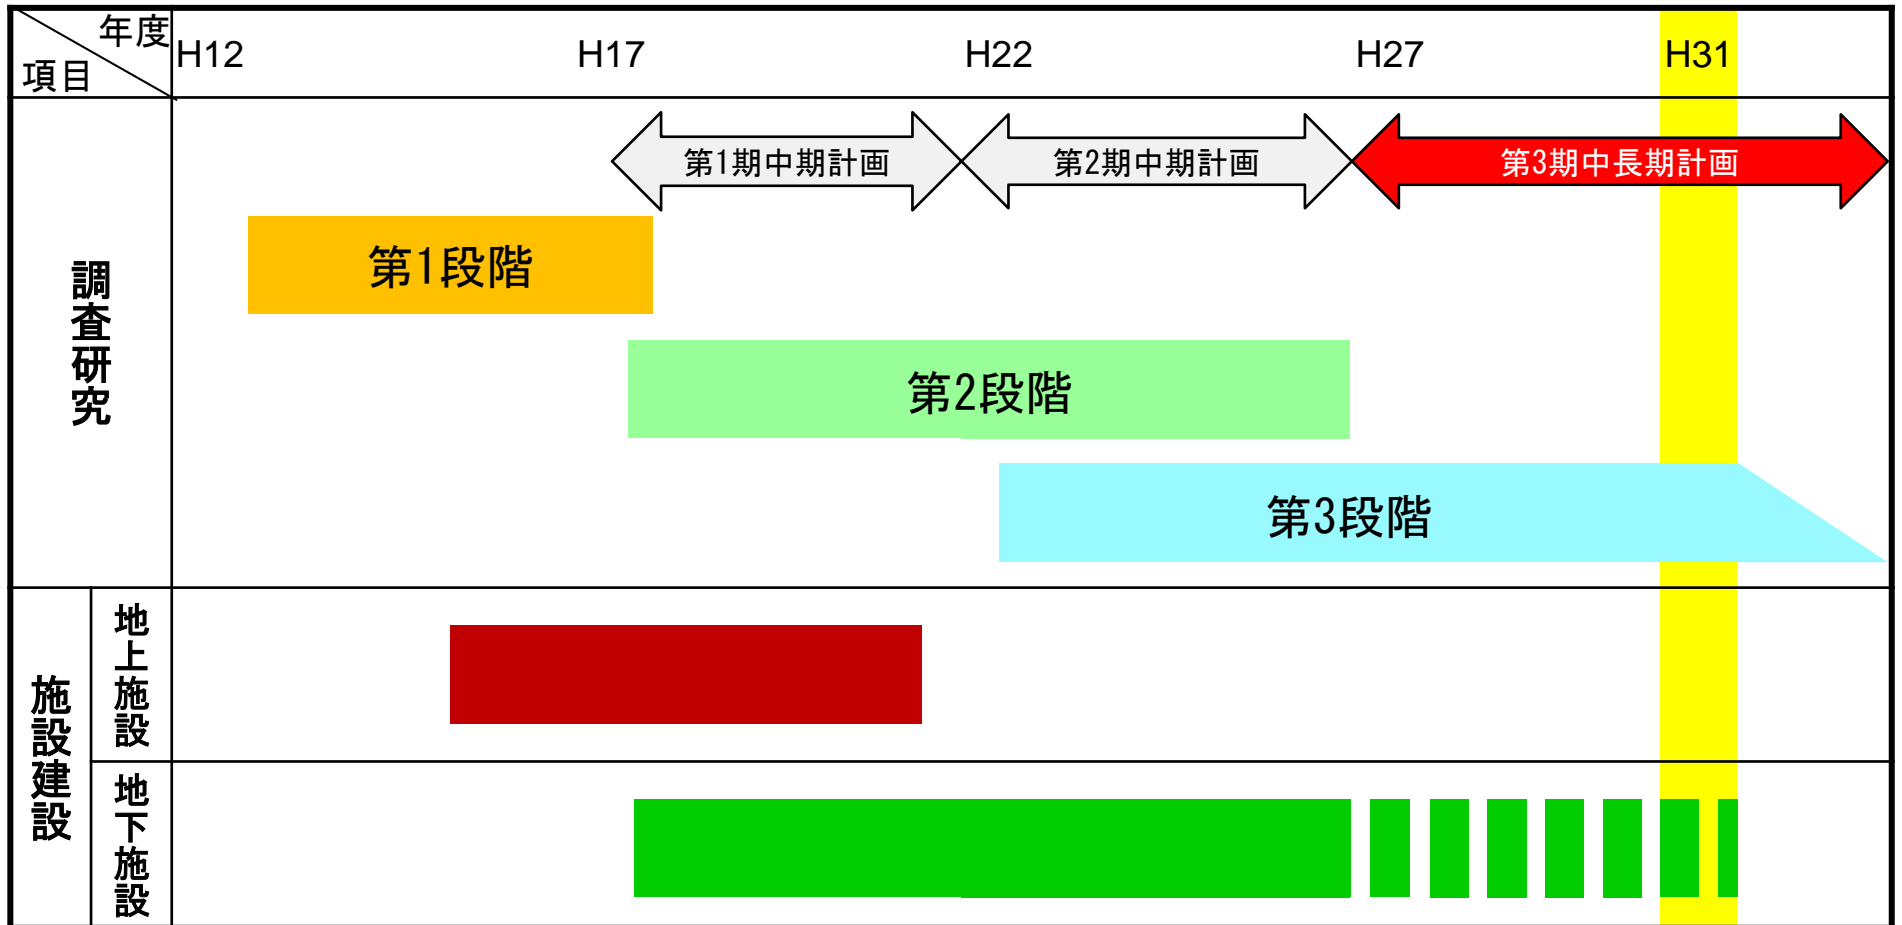 年度
項目
H12 H17 H22 H27 H31
第1期中期計画 第2期中期計画 第3期中長期計画
調査研究
第1段階
第2段階
第3段階
施設建設
地上施設
地下施設